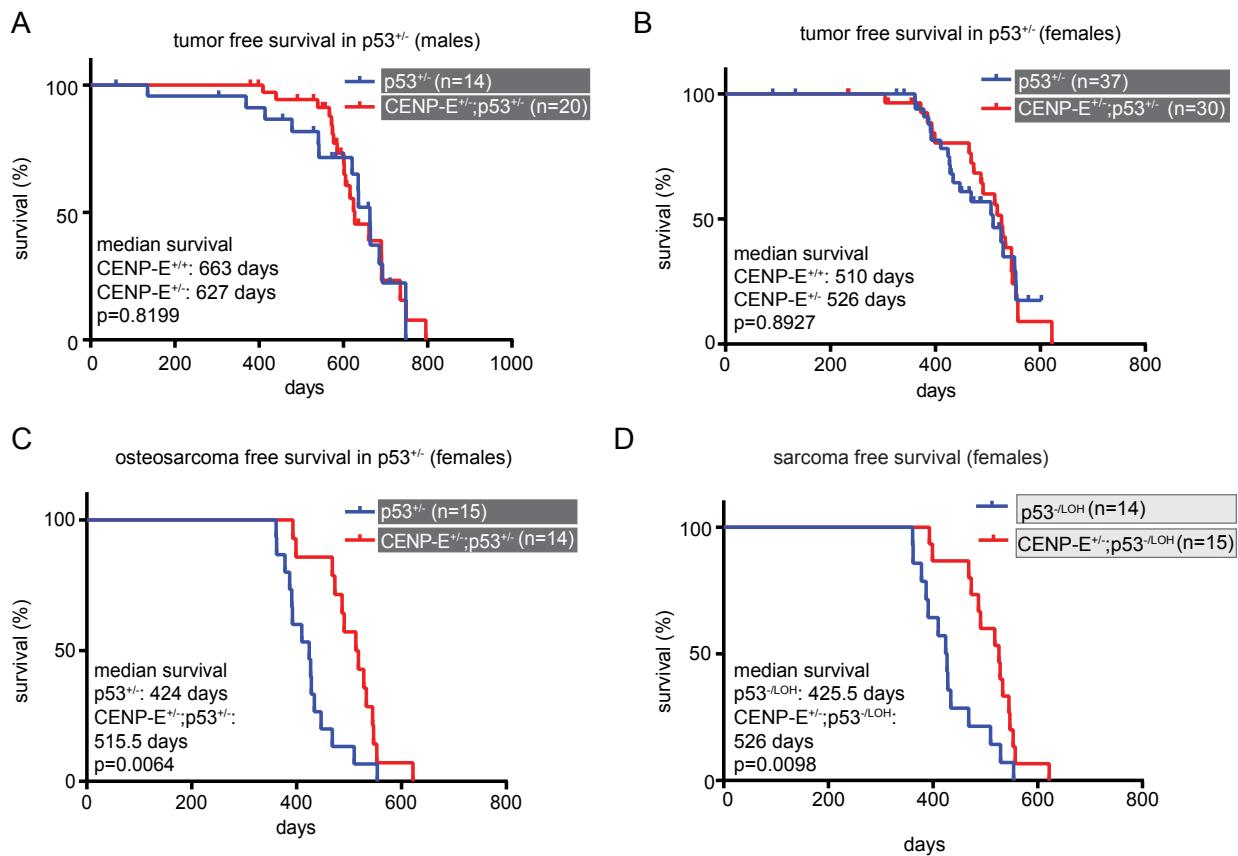 A
tumor free survival in p53+/- (males)
p53+/- (n=14)
CENP-E+/-;p53+/- (n=20)
100
50
0
survival (%)
median survival
CENP-E+/+: 663 days
CENP-E+/-: 627 days
p=0.8199
0 200 400 600 800 1000
days
B
tumor free survival in p53+/- (females)
p53+/- (n=37)
CENP-E+/-;p53+/- (n=30)
100
50
0
survival (%)
median survival
CENP-E+/+: 510 days
CENP-E+/- 526 days
p=0.8927
0 200 400 600 800
days
C
osteosarcoma free survival in p53+/- (females)
p53+/- (n=15)
CENP-E+/-;p53+/- (n=14)
100
50
0
survival (%)
median survival
p53+/-: 424 days
CENP-E+/-;p53+/-:
515.5 days
p=0.0064
0 200 400 600 800
days
D
sarcoma free survival (females)
p53-/LOH (n=14)
CENP-E+/-;p53-/LOH (n=15)
100
50
0
survival (%)
median survival
p53-/LOH: 425.5 days
CENP-E+/-;p53-/LOH:
526 days
p=0.0098
0 200 400 600 800
days